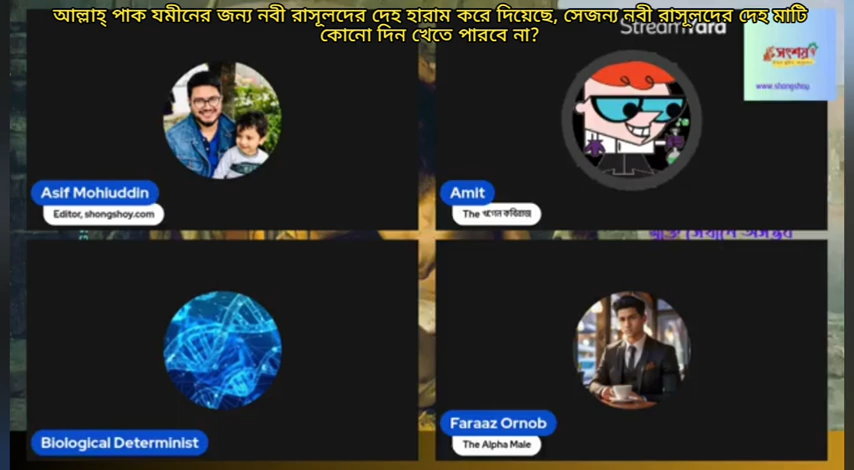 আল্লাহ্ পাক যমীনের জন্য নবী রাসূলদের দেহ হারাম করে দিয়েছে, সেজন্য নবী রাসূলদের দেহ মাটি
কোনো দিন খেতে পারবে না?
StreamYard
সংশয়
www.shongshoy
Asif Mohiuddin
Editor, shongshoy.com
Amit
The খগেন কবিরাজ
Biological Determinist
Faraaz Ornob
The Alpha Male